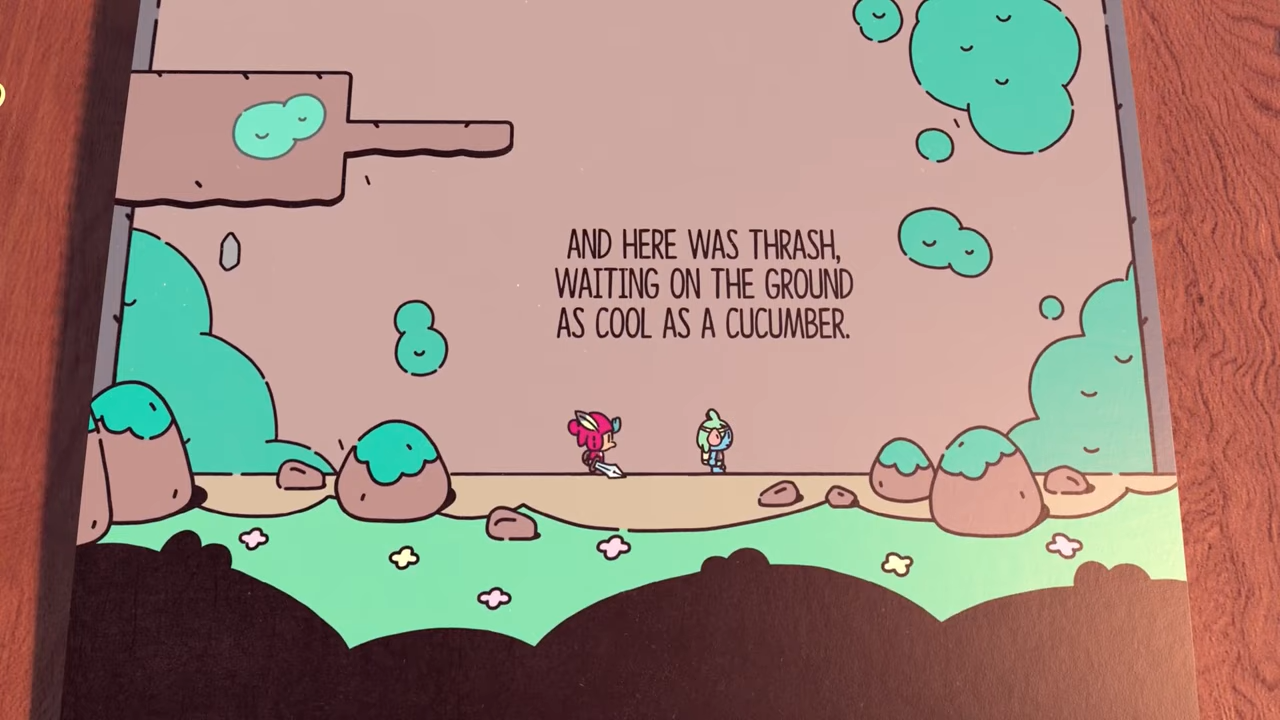 AND HERE WAS THRASH,
WAITING ON THE GROUND
AS COOL AS A CUCUMBER.